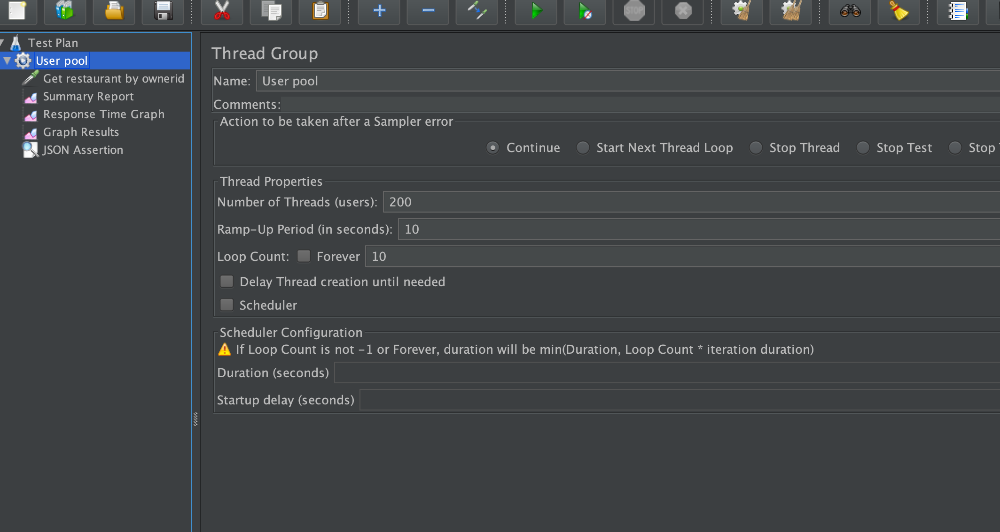 STOP
Test Plan
User pool
Get restaurant by ownerid
Summary Report
Response Time Graph
Graph Results
JSON Assertion
Thread Group
Name: User pool
Comments:
Action to be taken after a Sampler error
Continue Start Next Thread Loop Stop Thread Stop Test Stop
Thread Properties
Number of Threads (users): 200
Ramp-Up Period (in seconds): 10
Loop Count: Forever 10
Delay Thread creation until needed
Scheduler
Scheduler Configuration
If Loop Count is not -1 or Forever, duration will be min(Duration, Loop Count * iteration duration)
Duration (seconds)
Startup delay (seconds)